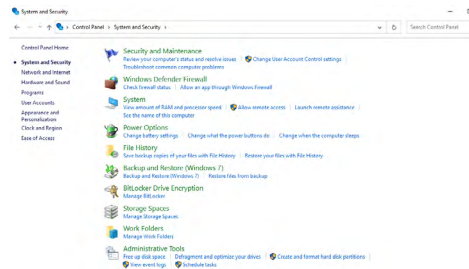 System and Security
Control Panel > System and Security
Search Control Panel
Control Panel Home
System and Security
Network and Internet
Hardware and Sound
Programs
User Accounts
Appearance and
Personalization
Clock and Region
Ease of Access
Security and Maintenance
Review your computer's status and resolve issues | Change User Account Control settings |
Troubleshoot common computer problems
Windows Defender Firewall
Check firewall status | Allow an app through Windows Firewall
System
View amount of RAM and processor speed | Allow remote access | Launch remote assistance |
See the name of this computer
Power Options
Change battery settings | Change what the power buttons do | Change when the computer sleeps
File History
Save backup copies of your files with File History | Restore your files with File History
Backup and Restore (Windows 7)
Backup and Restore (Windows 7) | Restore files from backup
BitLocker Drive Encryption
Manage BitLocker
Storage Spaces
Manage Storage Spaces
Work Folders
Manage Work Folders
Administrative Tools
Free up disk space | Defragment and optimize your drives | Create and format hard disk partitions |
View event logs | Schedule tasks